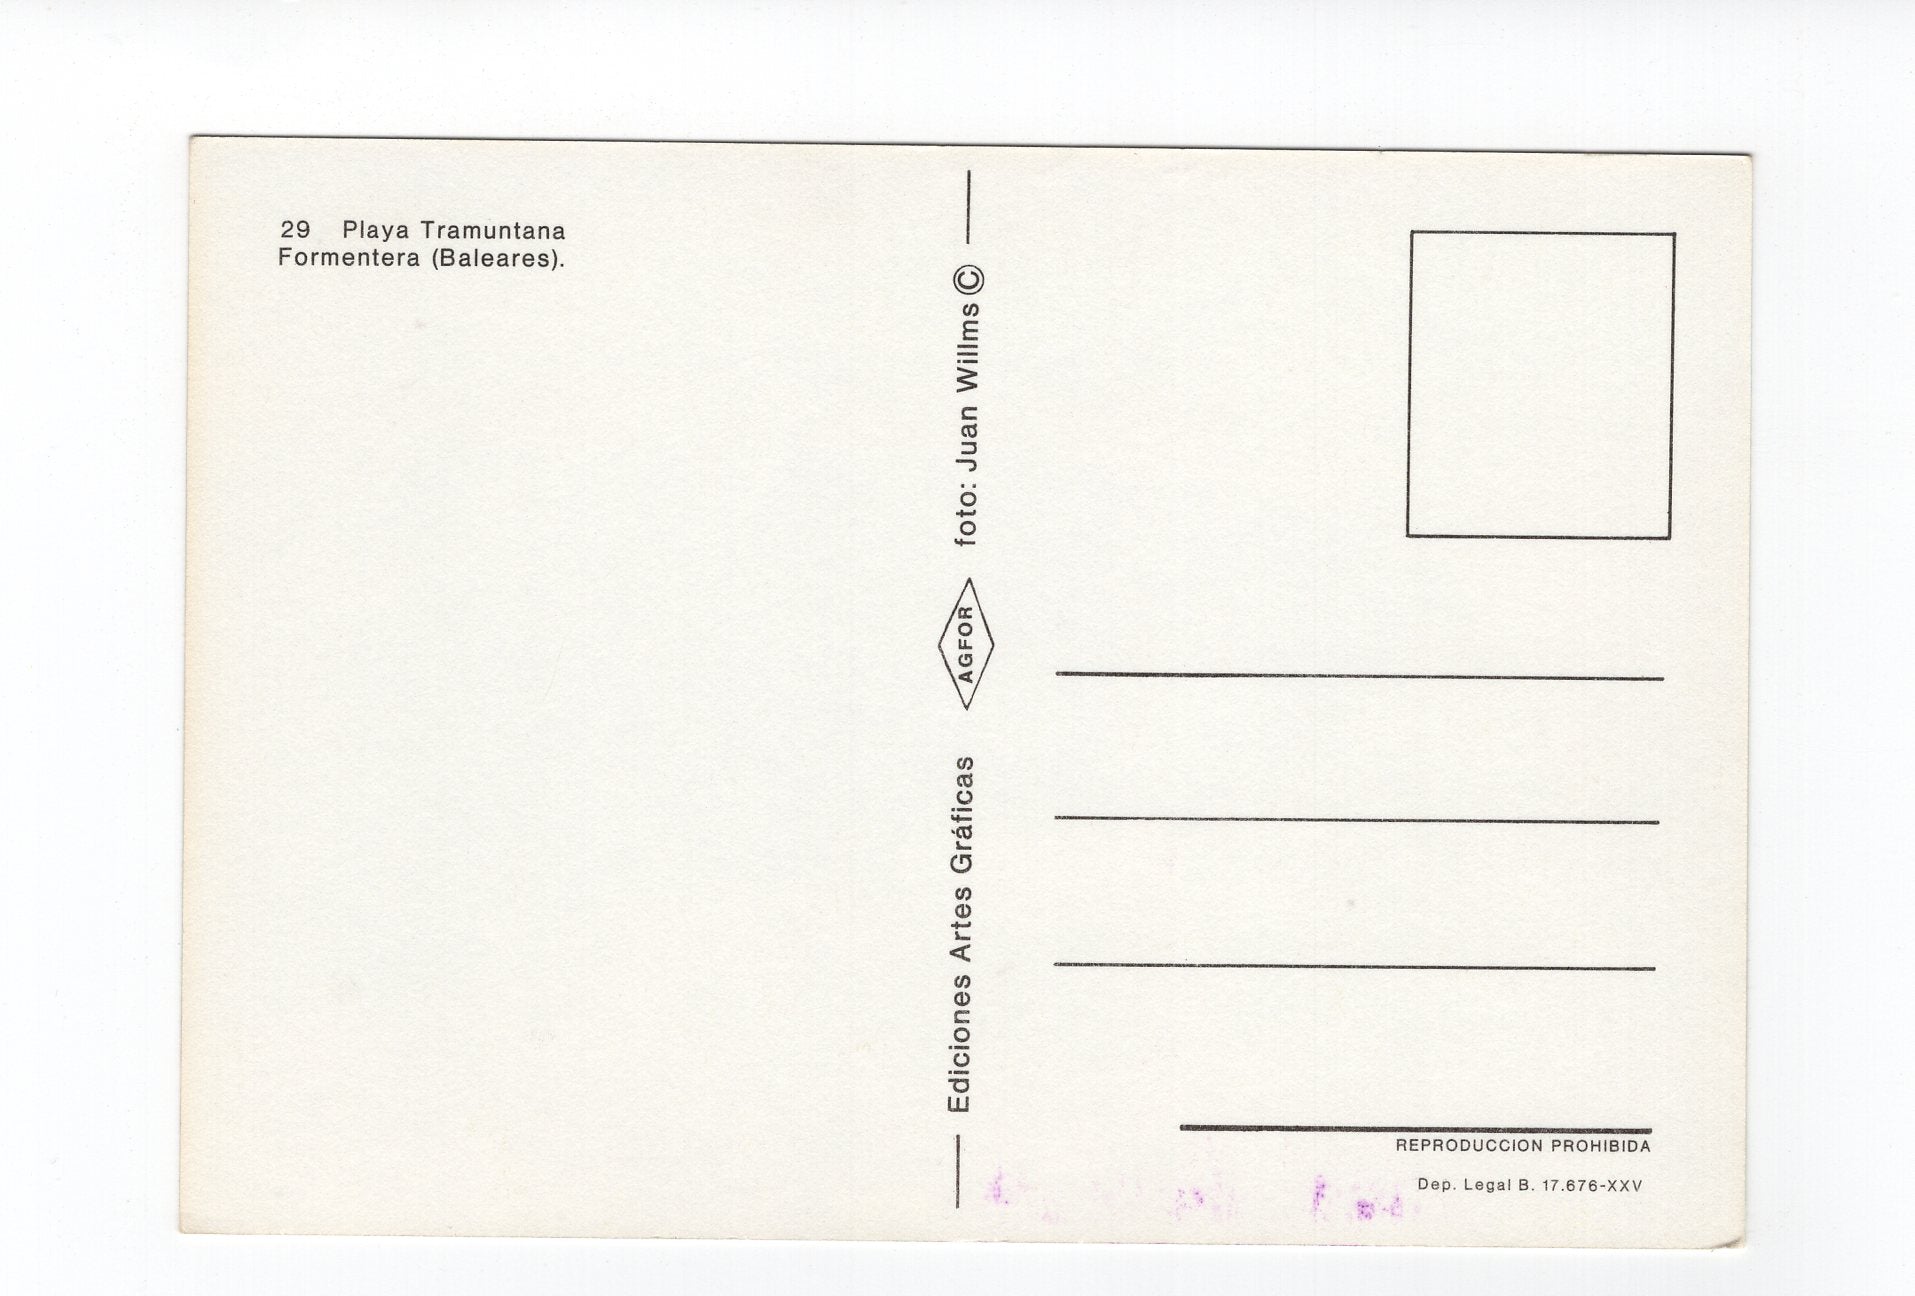 29 Playa Tramuntana
Formentera (Baleares).
Ediciones Artes Gráficas AGFOR foto: Juan Willms ©
REPRODUCCION PROHIBIDA
Dep. Legal B. 17.676-XXV